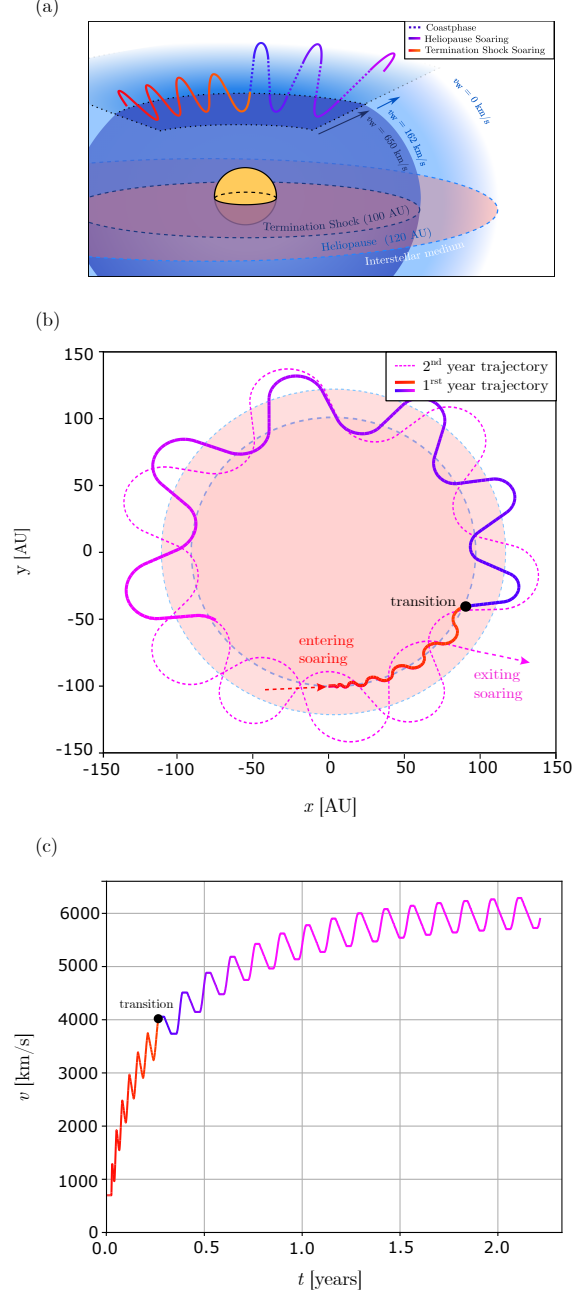 (a)
Coastphase
Heliopause Soaring
Termination Shock Soaring
v_w = 0 km/s
v_w = 162 km/s
v_w = 650 km/s
Termination Shock (100 AU)
Heliopause (120 AU)
Interstellar medium
(b)
2nd year trajectory
1rst year trajectory
150
100
50
0
-50
-100
-150
y [AU]
transition
entering
soaring
exiting
soaring
-150
-100
-50
0
50
100
150
x [AU]
(c)
6000
5000
4000
3000
2000
1000
0
v [km/s]
transition
0.0
0.5
1.0
1.5
2.0
t [years]